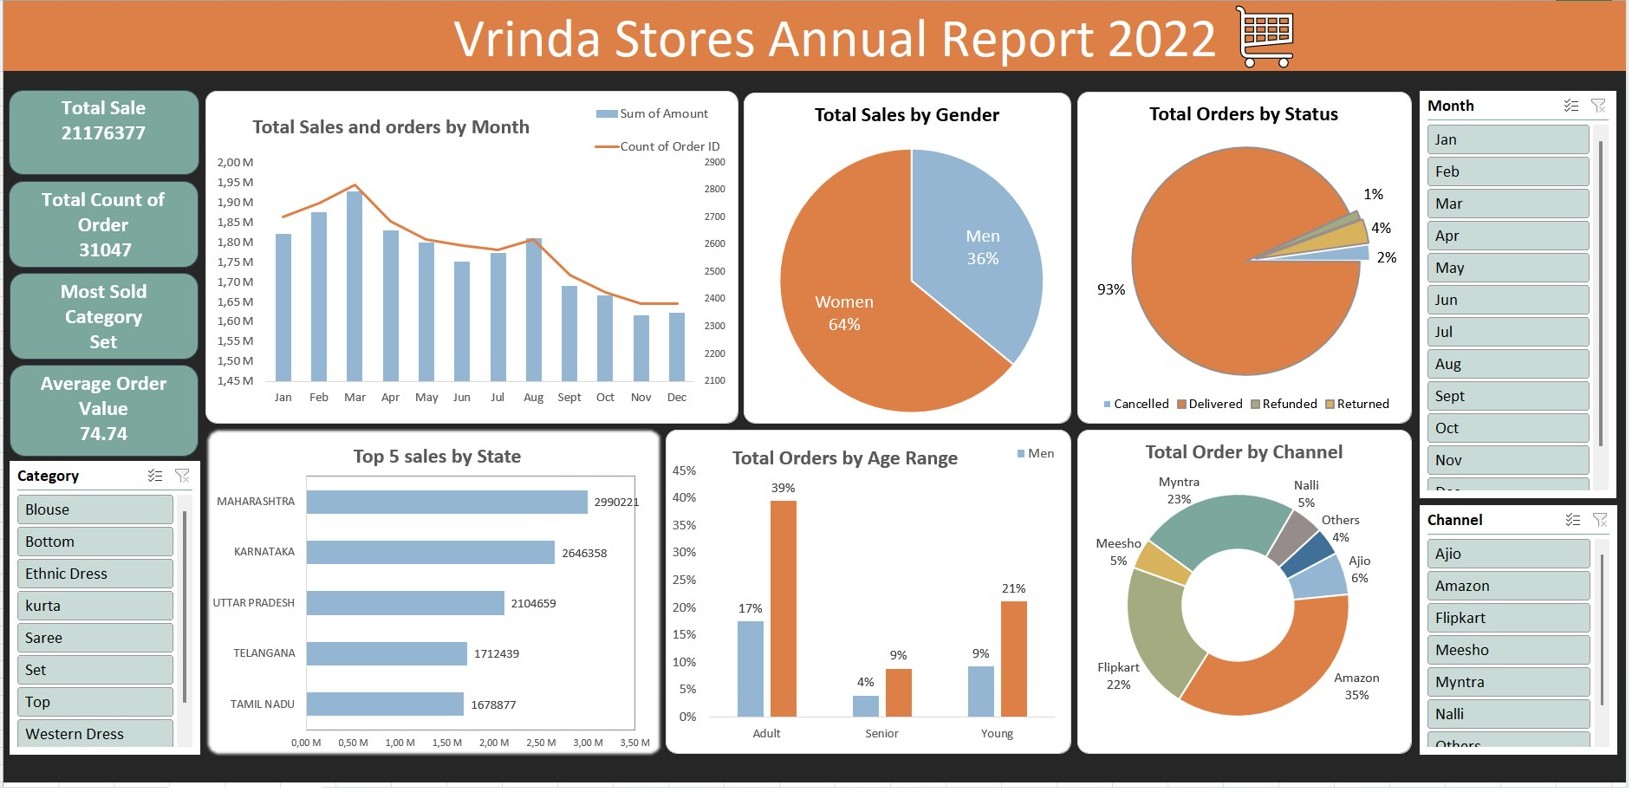 Vrinda Stores Annual Report 2022
Total Sale
21176377
Total Count of
Order
31047
Most Sold
Category
Set
Average Order
Value
74.74
Category
Blouse
Bottom
Ethnic Dress
kurta
Saree
Set
Top
Western Dress
Total Sales and orders by Month
Sum of Amount
Count of Order ID
2,00 M
1,95 M
1,90 M
1,85 M
1,80 M
1,75 M
1,70 M
1,65 M
1,60 M
1,55 M
1,50 M
1,45 M
2900
2800
2700
2600
2500
2400
2300
2200
2100
Jan Feb Mar Apr May Jun Jul Aug Sept Oct Nov Dec
Total Sales by Gender
Men
36%
Women
64%
Total Orders by Status
1%
4%
2%
93%
Cancelled Delivered Refunded Returned
Top 5 sales by State
MAHARASHTRA 2990221
KARNATAKA 2646358
UTTAR PRADESH 2104659
TELANGANA 1712439
TAMIL NADU 1678877
0,00 M 0,50 M 1,00 M 1,50 M 2,00 M 2,50 M 3,00 M 3,50 M
Total Orders by Age Range
Men
45%
40%
35%
30%
25%
20%
15%
10%
5%
0%
17%
39%
4%
9%
9%
21%
Adult Senior Young
Total Order by Channel
Myntra
23%
Nalli
5%
Others
4%
Ajio
6%
Meesho
5%
Flipkart
22%
Amazon
35%
Month
Jan
Feb
Mar
Apr
May
Jun
Jul
Aug
Sept
Oct
Nov
Dec
Channel
Ajio
Amazon
Flipkart
Meesho
Myntra
Nalli
Others